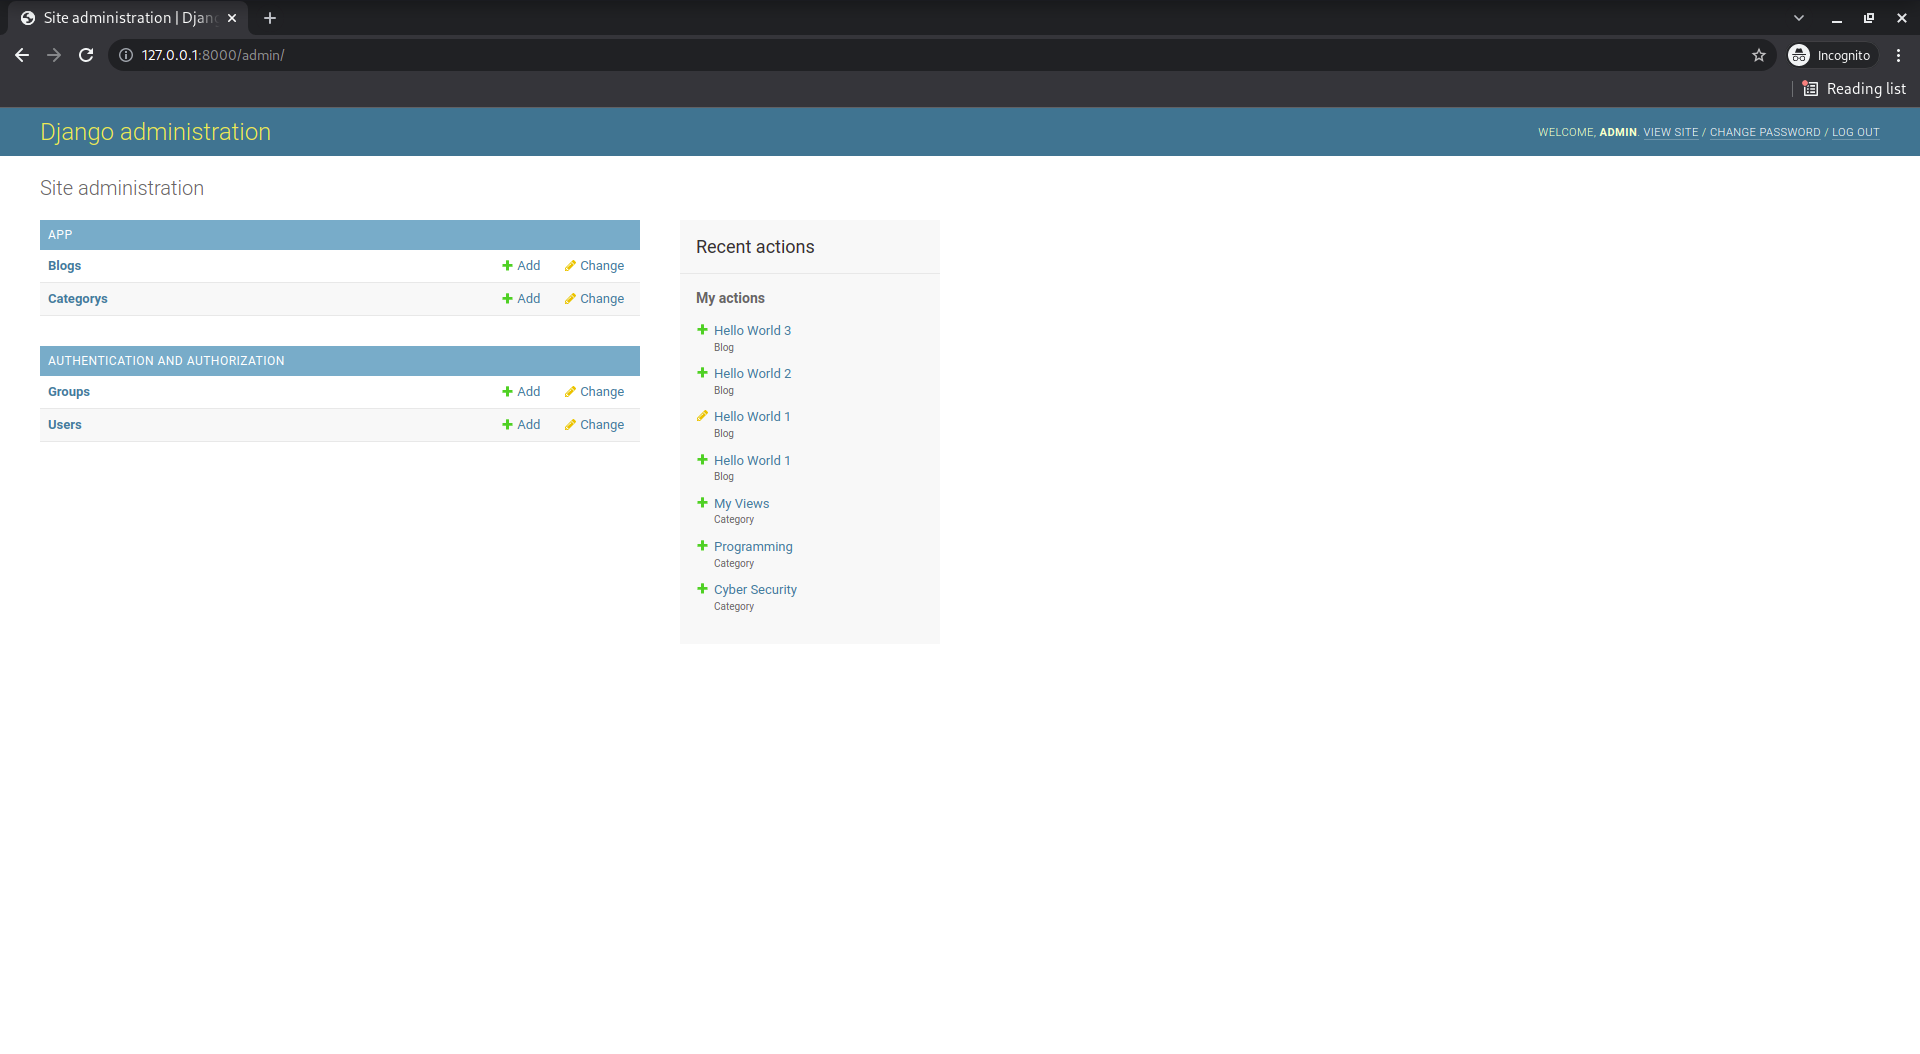 Site administration | Djan
127.0.0.1:8000/admin/
Incognito
Reading list
Django administration
WELCOME, ADMIN. VIEW SITE / CHANGE PASSWORD / LOG OUT
Site administration
APP
Blogs Add Change
Categorys Add Change
AUTHENTICATION AND AUTHORIZATION
Groups Add Change
Users Add Change
Recent actions
My actions
Hello World 3
Blog
Hello World 2
Blog
Hello World 1
Blog
Hello World 1
Blog
My Views
Category
Programming
Category
Cyber Security
Category